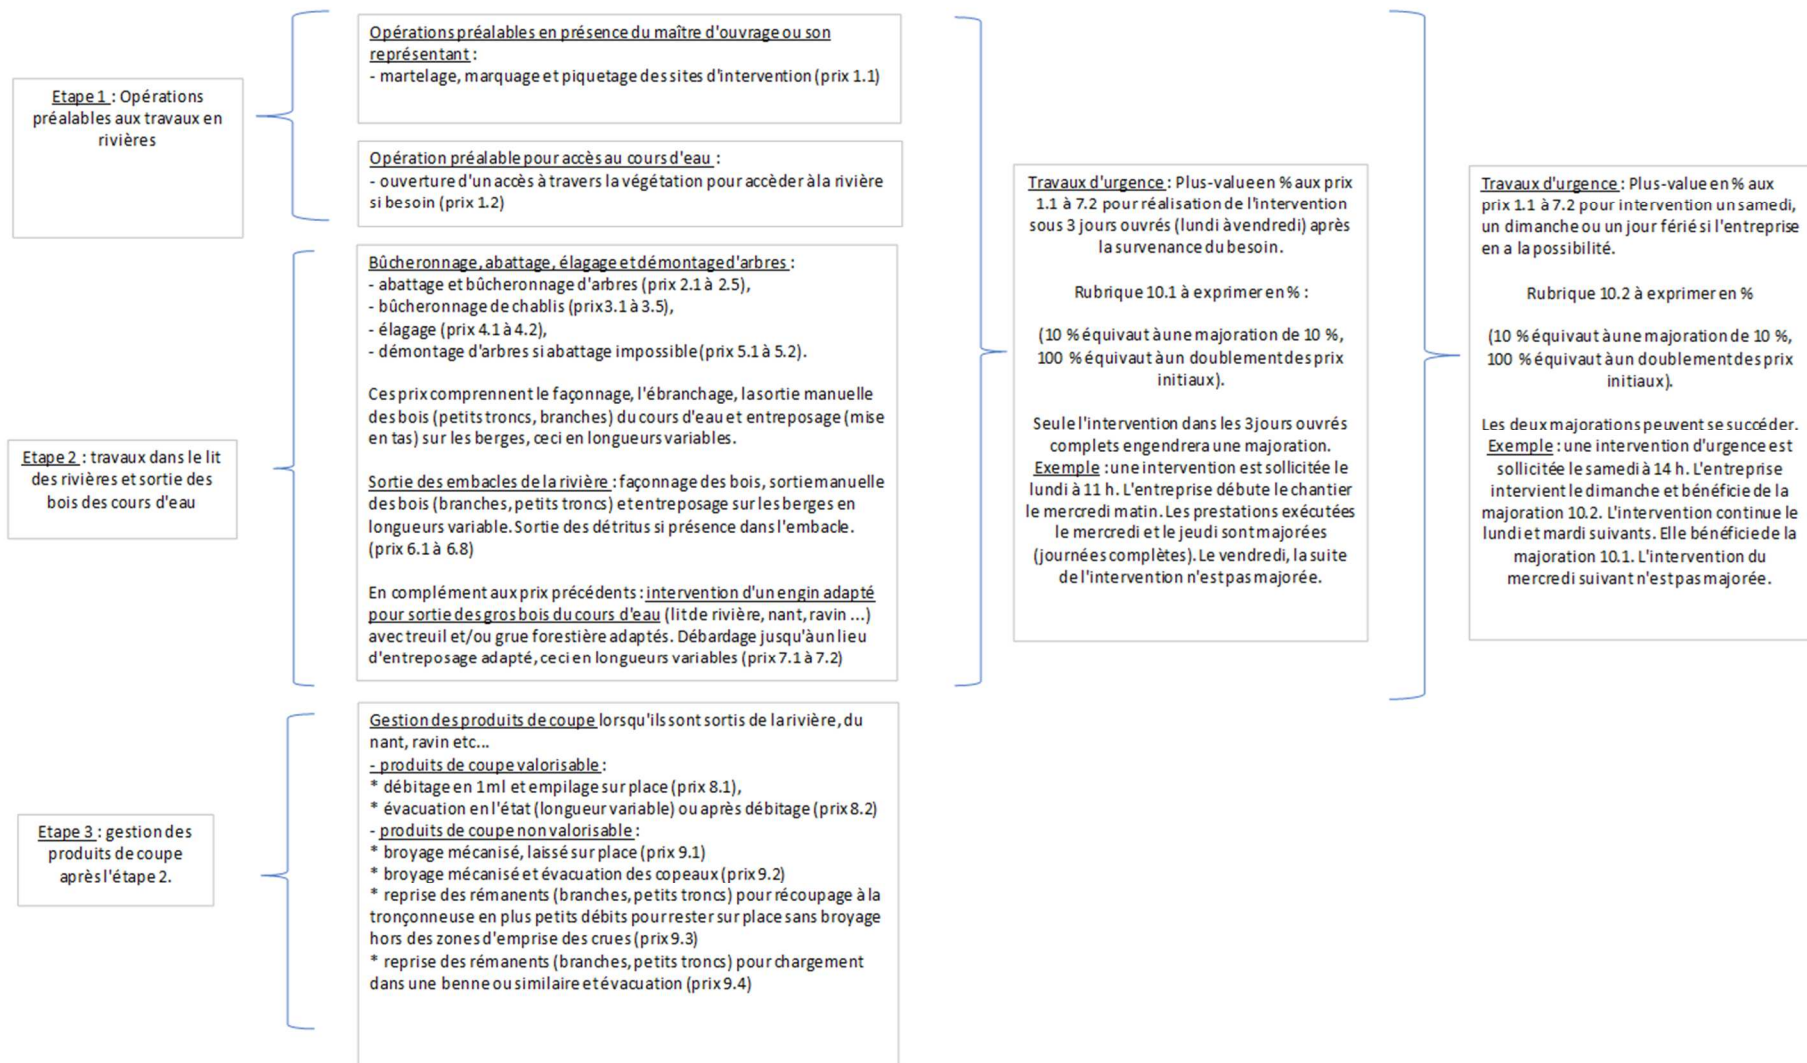 Etape 1 : Opérations
préalables aux travaux en
rivières
Opérations préalables en présence du maître d'ouvrage ou son
représentant :
- martelage, marquage et piquetage des sites d'intervention (prix 1.1)
Opération préalable pour accès au cours d'eau :
- ouverture d'un accès à travers la végétation pour accèder à la rivière
si besoin (prix 1.2)
Etape 2 : travaux dans le lit
des rivières et sortie des
bois des cours d'eau
Bûcheronnage, abattage, élagage et démontage d'arbres :
- abattage et bûcheronnage d'arbres (prix 2.1 à 2.5),
- bûcheronnage de chablis (prix 3.1 à 3.5),
- élagage (prix 4.1 à 4.2),
- démontage d'arbres si abattage impossible (prix 5.1 à 5.2).
Ces prix comprennent le façonnage, l'ébranchage, la sortie manuelle
des bois (petits troncs, branches) du cours d'eau et entreposage (mise
en tas) sur les berges, ceci en longueurs variables.
Sortie des embacles de la rivière : façonnage des bois, sortie manuelle
des bois (branches, petits troncs) et entreposage sur les berges en
longueurs variable. Sortie des détritus si présence dans l'embacle.
(prix 6.1 à 6.8)
En complément aux prix précédents : intervention d'un engin adapté
pour sortie des gros bois du cours d'eau (lit de rivière, nant, ravin ...)
avec treuil et/ou grue forestière adaptés. Débardage jusqu'à un lieu
d'entreposage adapté, ceci en longueurs variables (prix 7.1 à 7.2)
Etape 3 : gestion des
produits de coupe
après l'étape 2.
Gestion des produits de coupe lorsqu'ils sont sortis de la rivière, du
nant, ravin etc...
- produits de coupe valorisable :
* débitage en 1ml et empilage sur place (prix 8.1),
* évacuation en l'état (longueur variable) ou après débitage (prix 8.2)
- produits de coupe non valorisable :
* broyage mécanisé, laissé sur place (prix 9.1)
* broyage mécanisé et évacuation des copeaux (prix 9.2)
* reprise des rémanents (branches, petits troncs) pour récoupage à la
tronçonneuse en plus petits débits pour rester sur place sans broyage
hors des zones d'emprise des crues (prix 9.3)
* reprise des rémanents (branches, petits troncs) pour chargement
dans une benne ou similaire et évacuation (prix 9.4)
Travaux d'urgence : Plus-value en % aux prix
1.1 à 7.2 pour réalisation de l'intervention
sous 3 jours ouvrés (lundi à vendredi) après
la survenance du besoin.
Rubrique 10.1 à exprimer en % :
(10 % équivaut à une majoration de 10 %,
100 % équivaut à un doublement des prix
initiaux).
Seule l'intervention dans les 3 jours ouvrés
complets engendrera une majoration.
Exemple : une intervention est sollicitée le
lundi à 11 h. L'entreprise débute le chantier
le mercredi matin. Les prestations exécutées
le mercredi et le jeudi sont majorées
(journées complètes). Le vendredi, la suite
de l'intervention n'est pas majorée.
Travaux d'urgence : Plus-value en % aux
prix 1.1 à 7.2 pour intervention un samedi,
un dimanche ou un jour férié si l'entreprise
en a la possibilité.
Rubrique 10.2 à exprimer en %
(10 % équivaut à une majoration de 10 %,
100 % équivaut à un doublement des prix
initiaux).
Les deux majorations peuvent se succéder.
Exemple : une intervention d'urgence est
sollicitée le samedi à 14 h. L'entreprise
intervient le dimanche et bénéficie de la
majoration 10.2. L'intervention continue le
lundi et mardi suivants. Elle bénéficie de la
majoration 10.1. L'intervention du
mercredi suivant n'est pas majorée.